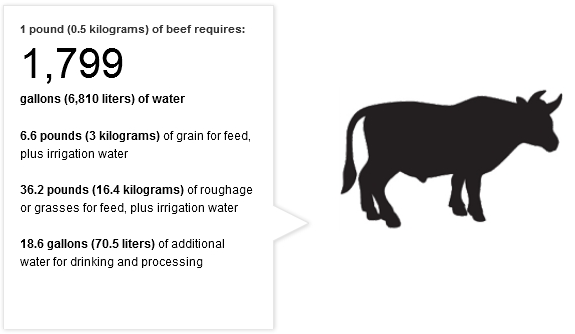 1 pound (0.5 kilograms) of beef requires:
1,799
gallons (6,810 liters) of water
6.6 pounds (3 kilograms) of grain for feed,
plus irrigation water
36.2 pounds (16.4 kilograms) of roughage
or grasses for feed, plus irrigation water
18.6 gallons (70.5 liters) of additional
water for drinking and processing